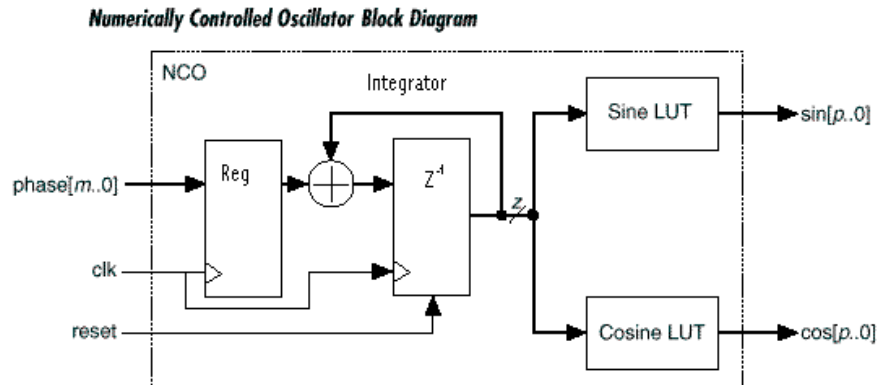 Numerically Controlled Oscillator Block Diagram
NCO
Integrator
Sine LUT
sin[p..0]
Reg
Z⁻¹
phase[m..0]
z
clk
reset
Cosine LUT
cos[p..0]